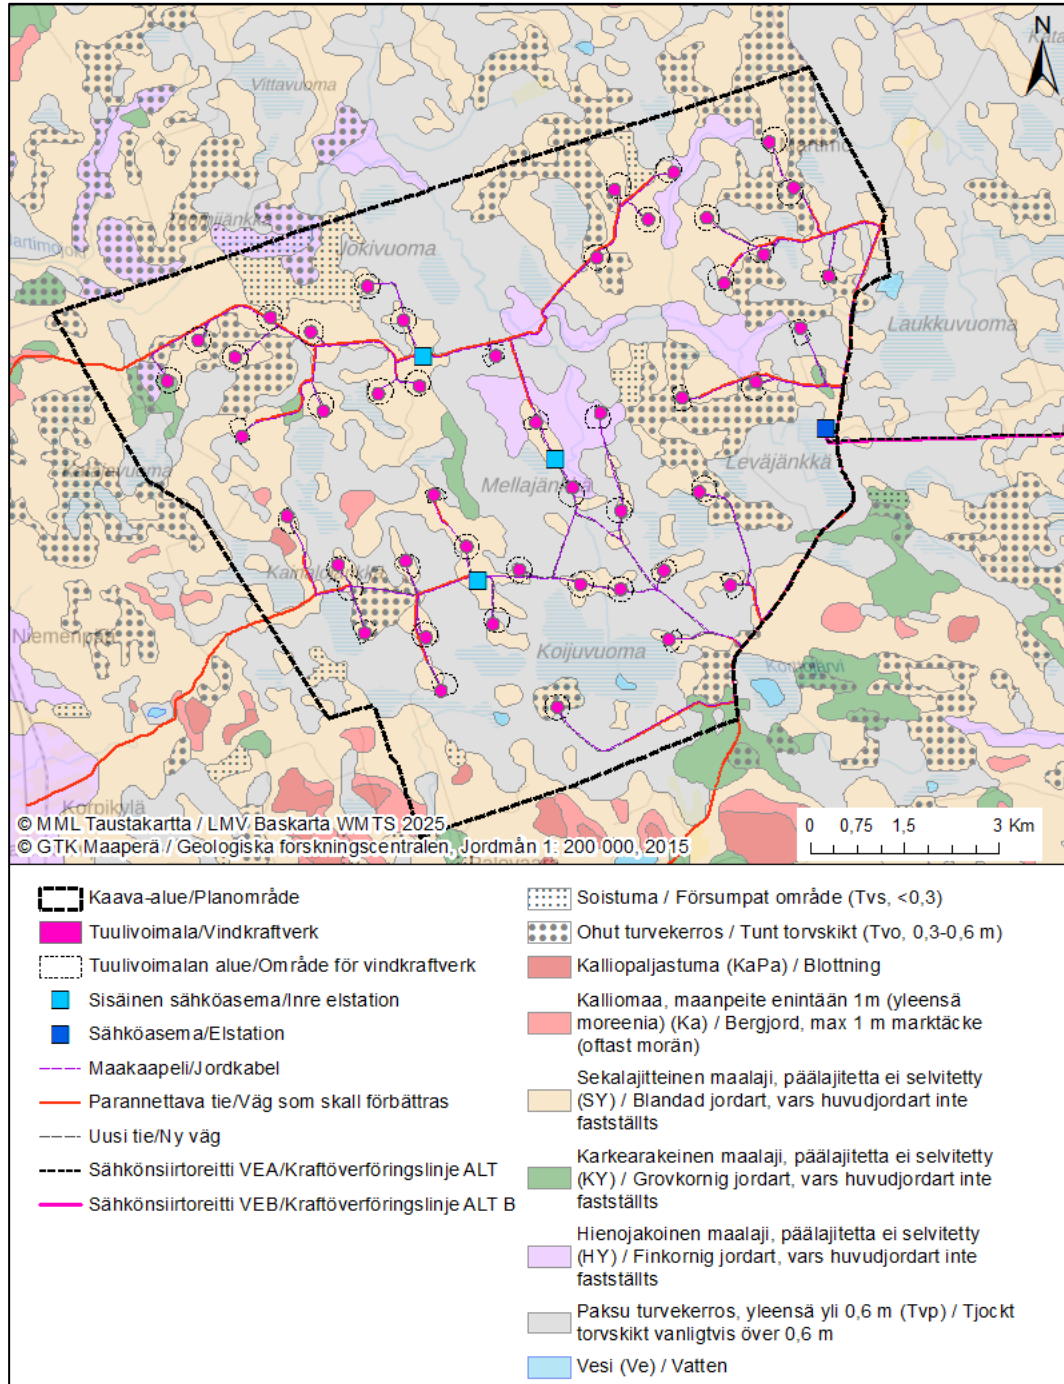 N
Kata
Vittavuoma
Martimo
Tuomijänkkä
Martimojoki
Jokivuoma
Laukkuvuoma
Leväjänkkä
Mellajänkkä
Koijuvuoma
Niemenpää
Korpikylä
© MML Taustakartta / LMV Baskarta WMTS 2025
© GTK Maaperä / Geologiska forskningscentralen, Jordmån 1: 200 000, 2015
0 0,75 1,5 3 Km
Kaava-alue/Planområde
Tuulivoimala/Vindkraftverk
Tuulivoimalan alue/Område för vindkraftverk
Sisäinen sähköasema/Inre elstation
Sähköasema/Elstation
Maakaapeli/Jordkabel
Parannettava tie/Väg som skall förbättras
Uusi tie/Ny väg
Sähkönsiirtoreitti VEA/Kraftöverföringslinje ALT
Sähkönsiirtoreitti VEB/Kraftöverföringslinje ALT B
Soistuma / Försumpat område (Tvs, <0,3)
Ohut turvekerros / Tunt torvskikt (Tvo, 0,3-0,6 m)
Kalliopaljastuma (KaPa) / Blottning
Kalliomaa, maanpeite enintään 1m (yleensä
moreenia) (Ka) / Bergjord, max 1 m marktäcke
(oftast morän)
Sekalajitteinen maalaji, päälajitetta ei selvitetty
(SY) / Blandad jordart, vars huvudjordart inte
fastställts
Karkearakeinen maalaji, päälajitetta ei selvitetty
(KY) / Grovkornig jordart, vars huvudjordart inte
fastställts
Hienojakoinen maalaji, päälajitetta ei selvitetty
(HY) / Finkornig jordart, vars huvudjordart inte
fastställts
Paksu turvekerros, yleensä yli 0,6 m (Tvp) / Tjockt
torvskikt vanligtvis över 0,6 m
Vesi (Ve) / Vatten